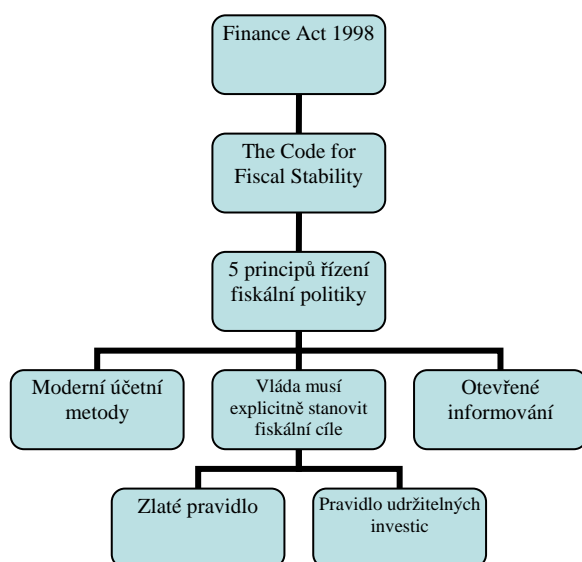 Finance Act 1998
The Code for
Fiscal Stability
5 principů řízení
fiskální politiky
Moderní účetní
metody
Vláda musí
explicitně stanovit
fiskální cíle
Otevřené
informování
Zlaté pravidlo
Pravidlo udržitelných
investic